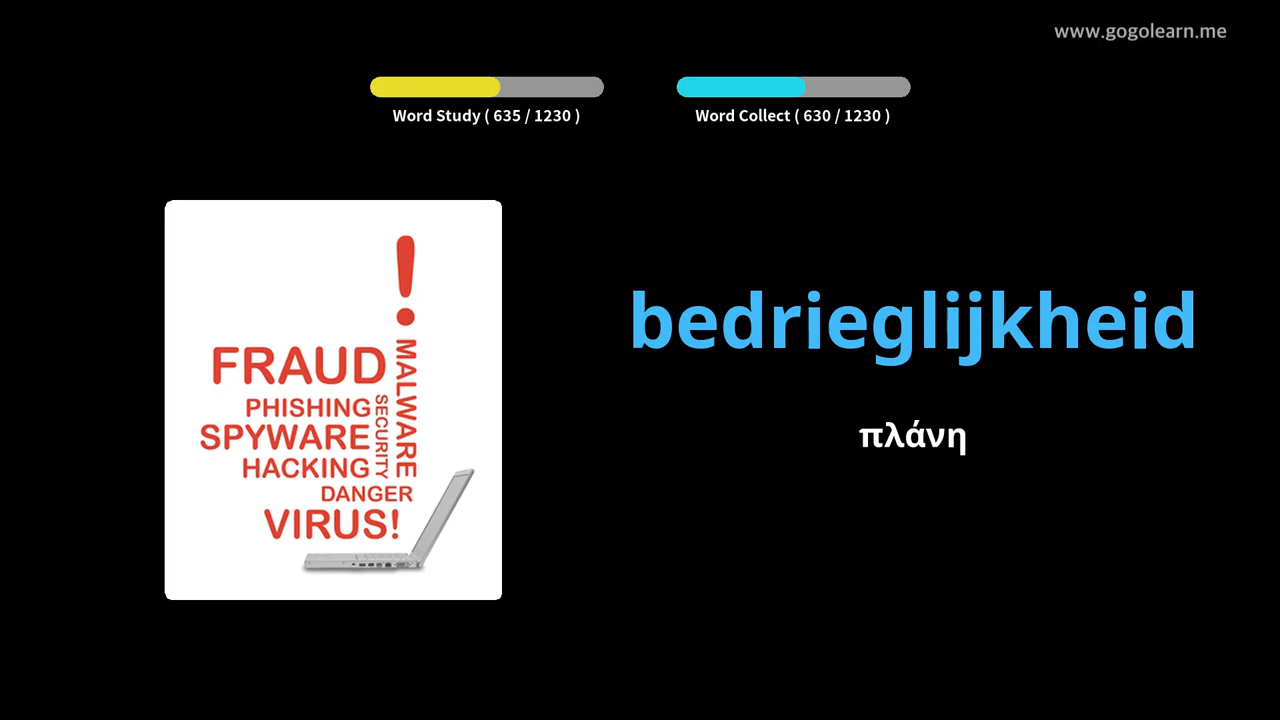 www.gogolearn.me
Word Study ( 635 / 1230 )
Word Collect ( 630 / 1230 )
!
FRAUD
MALWARE
PHISHING
SECURITY
SPYWARE
HACKING
DANGER
VIRUS!
bedrieglijkheid
πλάνη